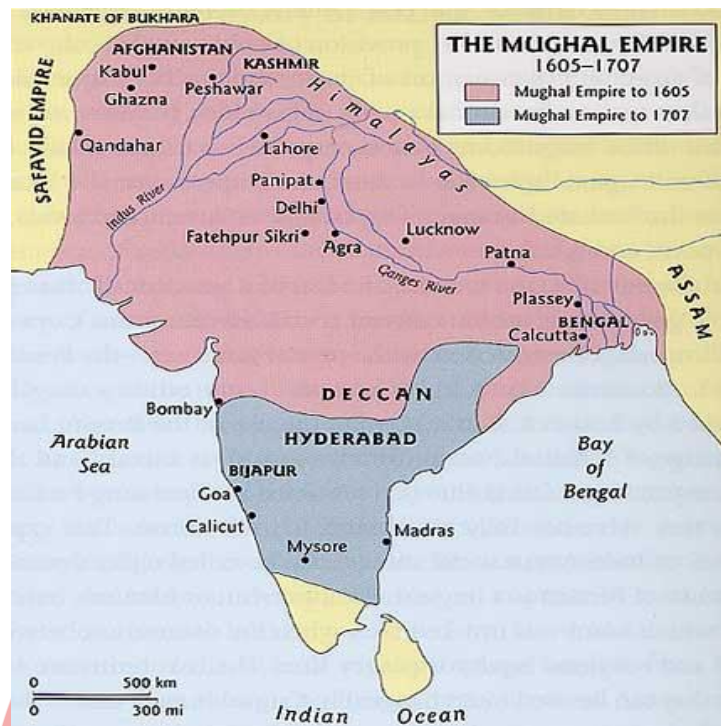 KHANATE OF BUKHARA
THE MUGHAL EMPIRE
1605–1707
Mughal Empire to 1605
Mughal Empire to 1707
AFGHANISTAN
KASHMIR
Kabul
Peshawar
Ghazna
Himalayas
SAFAVID EMPIRE
Qandahar
Lahore
Indus River
Panipat
Delhi
Fatehpur Sikri
Agra
Lucknow
Patna
Ganges River
ASSAM
Plassey
BENGAL
Calcutta
DECCAN
Bombay
HYDERABAD
Arabian
Sea
Bay
of
Bengal
BIJAPUR
Goa
Calicut
Madras
Mysore
0
500 km
0
300 mi
Indian Ocean